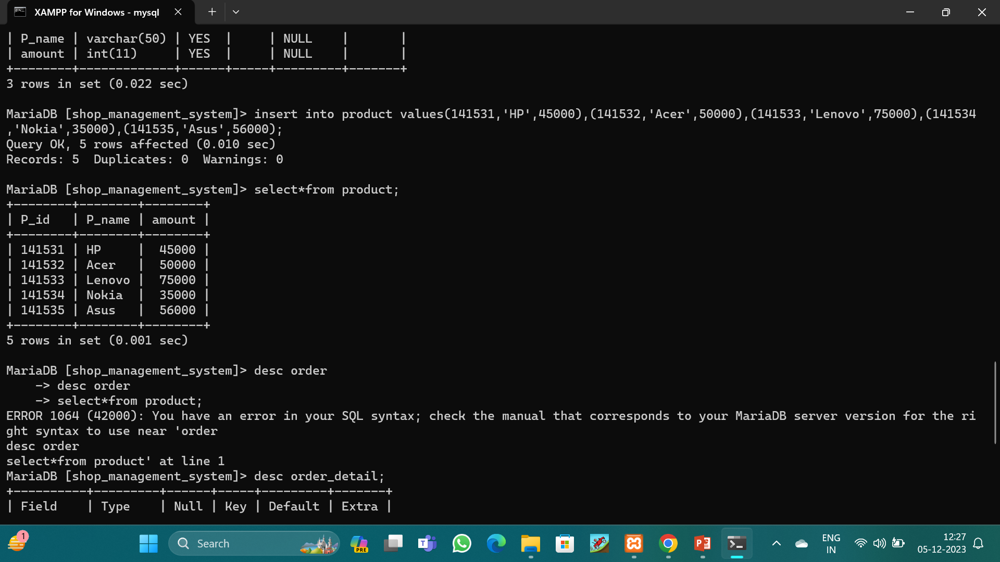 XAMPP for Windows - mysql
| P_name | varchar(50) | YES  |     | NULL    |       |
| amount | int(11)     | YES  |     | NULL    |       |
+--------+-------------+------+-----+---------+-------+
3 rows in set (0.022 sec)
MariaDB [shop_management_system]> insert into product values(141531,'HP',45000),(141532,'Acer',50000),(141533,'Lenovo',75000),(141534
,'Nokia',35000),(141535,'Asus',56000);
Query OK, 5 rows affected (0.010 sec)
Records: 5  Duplicates: 0  Warnings: 0
MariaDB [shop_management_system]> select*from product;
+--------+--------+--------+
| P_id   | P_name | amount |
+--------+--------+--------+
| 141531 | HP     |  45000 |
| 141532 | Acer   |  50000 |
| 141533 | Lenovo |  75000 |
| 141534 | Nokia  |  35000 |
| 141535 | Asus   |  56000 |
+--------+--------+--------+
5 rows in set (0.001 sec)
MariaDB [shop_management_system]> desc order
    -> desc order
    -> select*from product;
ERROR 1064 (42000): You have an error in your SQL syntax; check the manual that corresponds to your MariaDB server version for the ri
ght syntax to use near 'order
desc order
select*from product' at line 1
MariaDB [shop_management_system]> desc order_detail;
+----------+---------+------+-----+---------+-------+
| Field    | Type    | Null | Key | Default | Extra |
1
Search
PRE
ENG
IN
12:27
05-12-2023